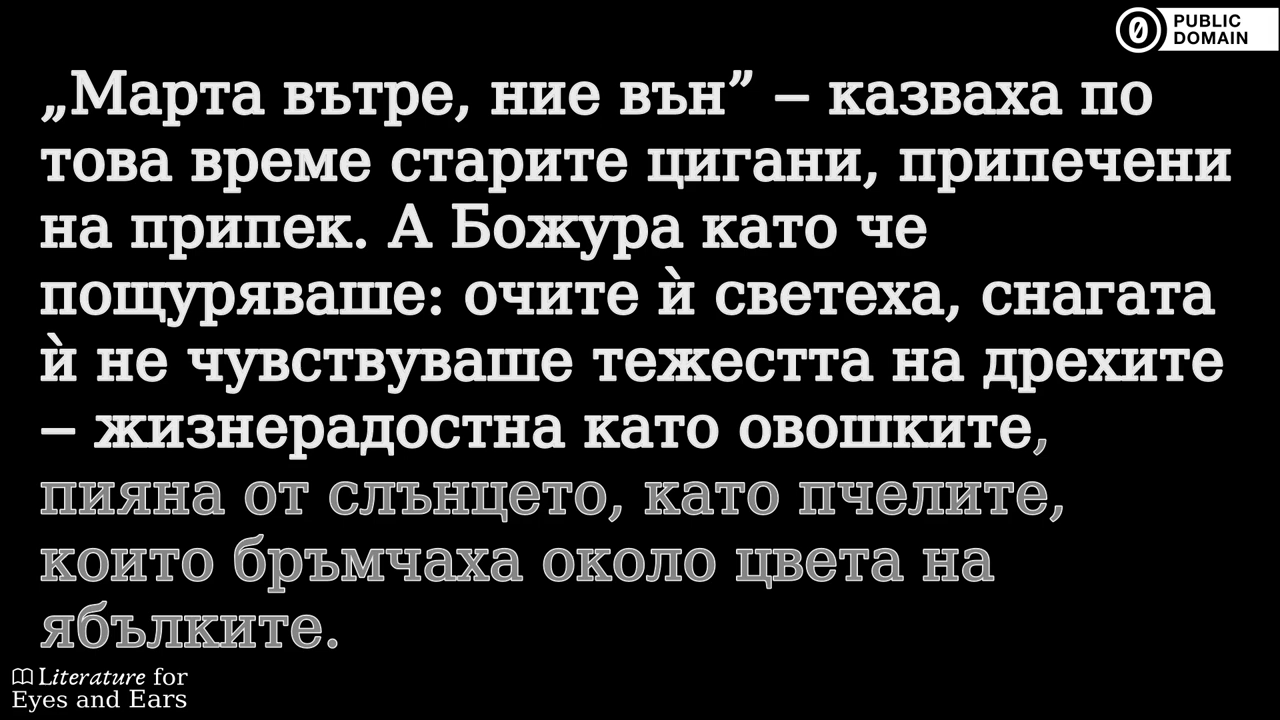 PUBLIC
DOMAIN
„Марта вътре, ние вън” – казваха по
това време старите цигани, припечени
на припек. А Божура като че
пощуряваше: очите ѝ светеха, снагата
ѝ не чувствуваше тежестта на дрехите
– жизнерадостна като овошките,
пияна от слънцето, като пчелите,
които бръмчаха около цвета на
ябълките.
Literature for
Eyes and Ears